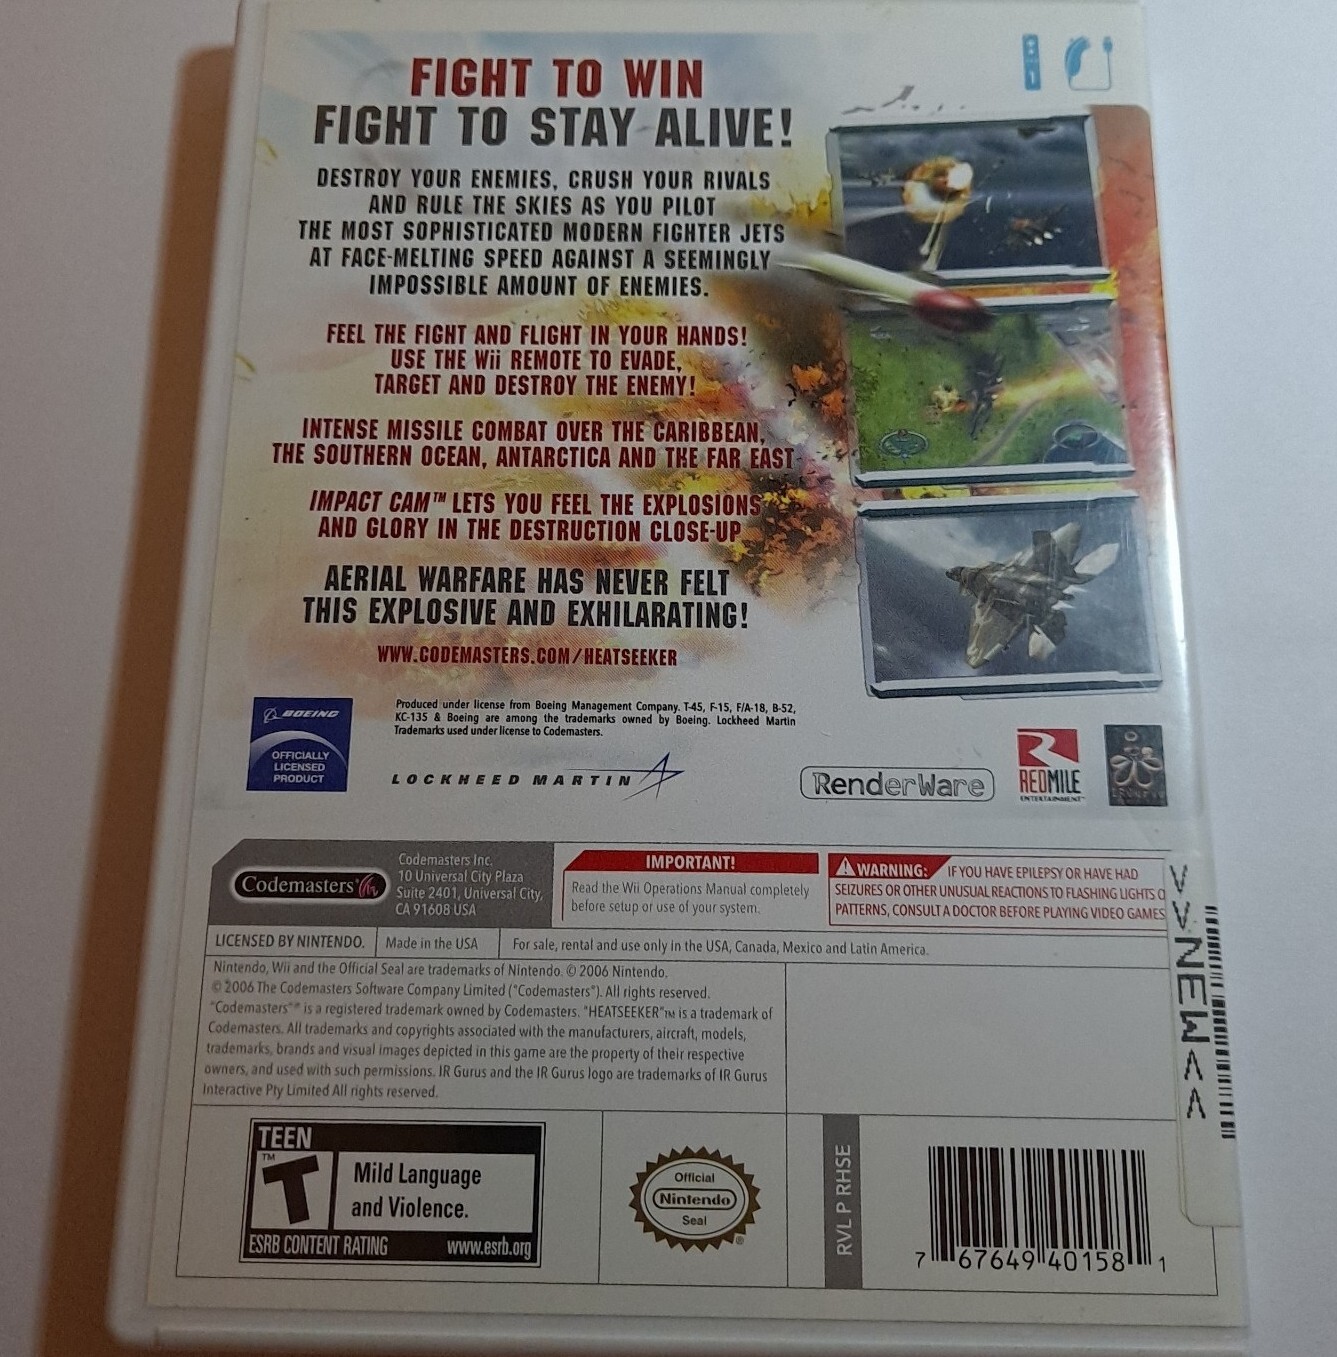 FIGHT TO WIN
FIGHT TO STAY ALIVE!
DESTROY YOUR ENEMIES, CRUSH YOUR RIVALS
AND RULE THE SKIES AS YOU PILOT
THE MOST SOPHISTICATED MODERN FIGHTER JETS
AT FACE-MELTING SPEED AGAINST A SEEMINGLY
IMPOSSIBLE AMOUNT OF ENEMIES.
FEEL THE FIGHT AND FLIGHT IN YOUR HANDS!
USE THE Wii REMOTE TO EVADE,
TARGET AND DESTROY THE ENEMY!
INTENSE MISSILE COMBAT OVER THE CARIBBEAN,
THE SOUTHERN OCEAN, ANTARCTICA AND THE FAR EAST
IMPACT CAM™ LETS YOU FEEL THE EXPLOSIONS
AND GLORY IN THE DESTRUCTION CLOSE-UP
AERIAL WARFARE HAS NEVER FELT
THIS EXPLOSIVE AND EXHILARATING!
WWW.CODEMASTERS.COM/HEATSEEKER
BOEING
OFFICIALLY
LICENSED
PRODUCT
Produced under license from Boeing Management Company. T-45, F-15, F/A-18, B-52,
KC-135 & Boeing are among the trademarks owned by Boeing. Lockheed Martin
Trademarks used under license to Codemasters.
LOCKHEED MARTIN
RenderWare
REDMILE
ENTERTAINMENT
Codemasters
Codemasters Inc.
10 Universal City Plaza
Suite 2401, Universal City,
CA 91608 USA
IMPORTANT!
Read the Wii Operations Manual completely
before setup or use of your system.
WARNING: IF YOU HAVE EPILEPSY OR HAVE HAD
SEIZURES OR OTHER UNUSUAL REACTIONS TO FLASHING LIGHTS O
PATTERNS, CONSULT A DOCTOR BEFORE PLAYING VIDEO GAMES
LICENSED BY NINTENDO.
Made in the USA
For sale, rental and use only in the USA, Canada, Mexico and Latin America.
Nintendo, Wii and the Official Seal are trademarks of Nintendo. © 2006 Nintendo.
© 2006 The Codemasters Software Company Limited ("Codemasters"). All rights reserved.
"Codemasters"® is a registered trademark owned by Codemasters. "HEATSEEKER"™ is a trademark of
Codemasters. All trademarks and copyrights associated with the manufacturers, aircraft, models,
trademarks, brands and visual images depicted in this game are the property of their respective
owners, and used with such permissions. IR Gurus and the IR Gurus logo are trademarks of IR Gurus
Interactive Pty Limited All rights reserved.
>>NEW<<
TEEN
T™
Mild Language
and Violence.
ESRB CONTENT RATING www.esrb.org
Official
Nintendo
Seal
®
RVL P RHSE
7 67649 40158 1